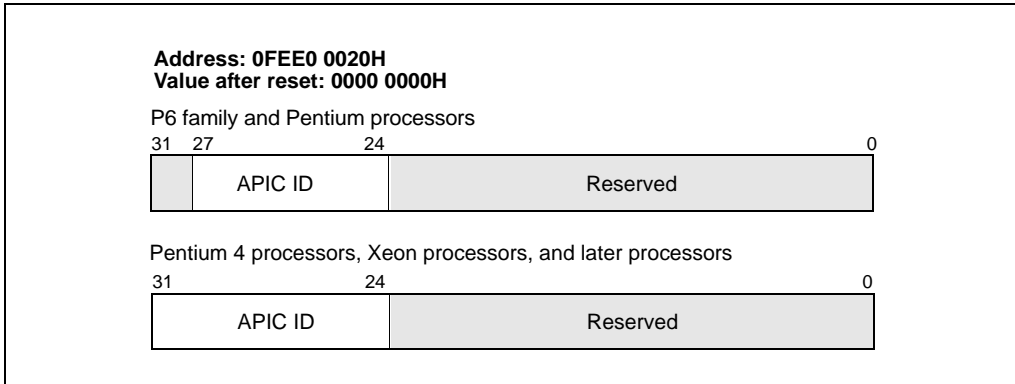 Address: 0FEE0 0020H
Value after reset: 0000 0000H
P6 family and Pentium processors
31 27 24 0
APIC ID Reserved
Pentium 4 processors, Xeon processors, and later processors
31 24 0
APIC ID Reserved